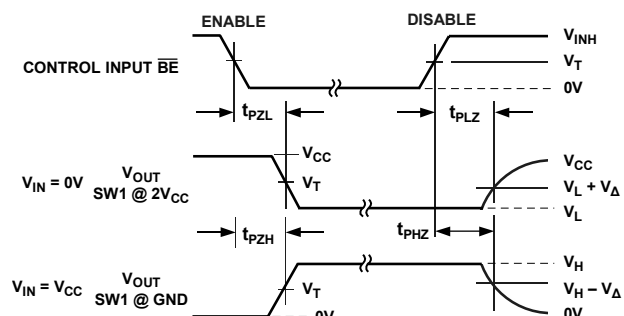 ENABLE
DISABLE
V_INH
CONTROL INPUT B̅E̅
V_T
0V
t_PZL
t_PLZ
V_CC
V_CC
V_IN = 0V
V_OUT
SW1 @ 2V_CC
V_T
V_L + V_Δ
V_L
t_PZH
t_PHZ
V_H
V_IN = V_CC
V_OUT
SW1 @ GND
V_T
V_H – V_Δ
0V
0V